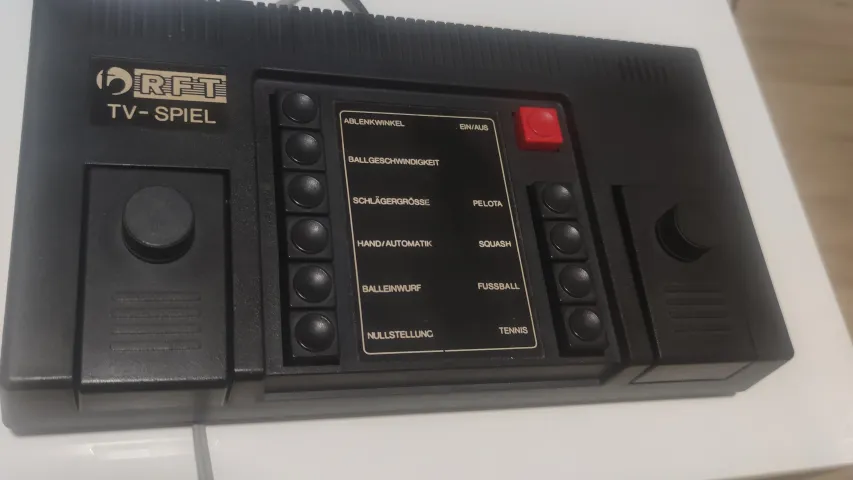 RFT
TV-SPIEL
ABLENKWINKEL
EIN/AUS
BALLGESCHWINDIGKEIT
SCHLÄGERGRÖSSE
PELOTA
HAND/AUTOMATIK
SQUASH
BALLEINWURF
FUSSBALL
NULLSTELLUNG
TENNIS